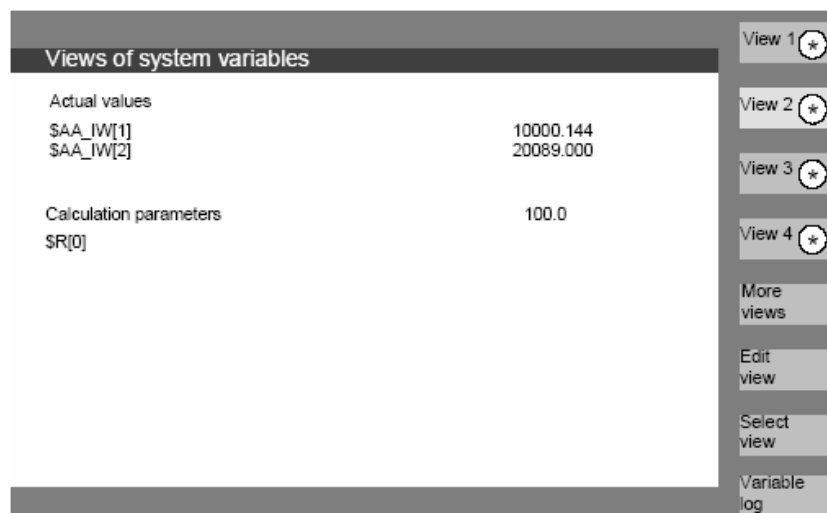 Views of system variables
Actual values
$AA_IW[1] 10000.144
$AA_IW[2] 20089.000
Calculation parameters 100.0
$R[0]
View 1 *
View 2 *
View 3 *
View 4 *
More
views
Edit
view
Select
view
Variable
log